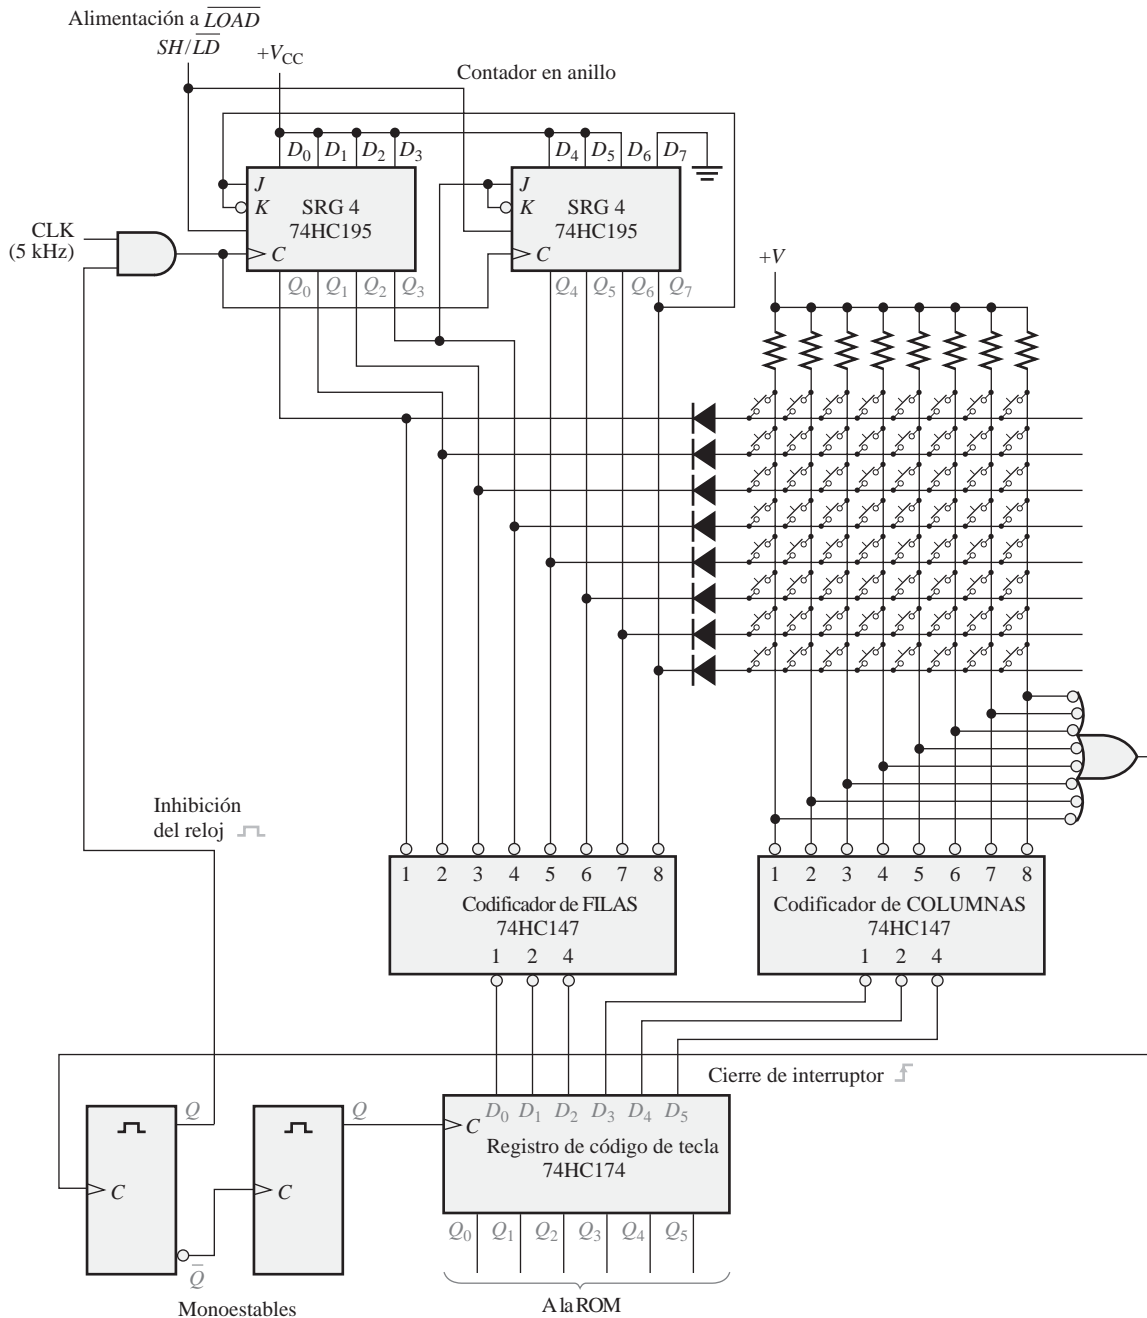 Alimentación a LOAD
SH/LD
+VCC
Contador en anillo
D0 D1 D2 D3 D4 D5 D6 D7
J
K
SRG 4
74HC195
C
J
K
SRG 4
74HC195
C
CLK
(5 kHz)
Q0 Q1 Q2 Q3 Q4 Q5 Q6 Q7
+V
Inhibición
del reloj
1 2 3 4 5 6 7 8
Codificador de FILAS
74HC147
1 2 4
1 2 3 4 5 6 7 8
Codificador de COLUMNAS
74HC147
1 2 4
Cierre de interruptor
Q
C
Q
Q
C
D0 D1 D2 D3 D4 D5
C
Registro de código de tecla
74HC174
Q0 Q1 Q2 Q3 Q4 Q5
Monoestables
A la ROM